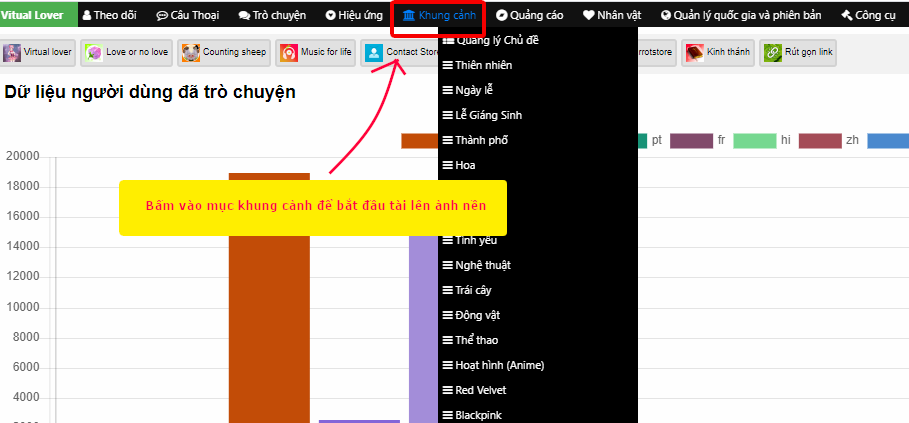 Vitual Lover Theo dõi Câu Thoại Trò chuyện Hiệu ứng Khung cảnh Quảng cáo Nhân vật Quản lý quốc gia và phiên bản Công cụ
Virtual lover Love or no love Counting sheep Music for life Contact Store rrotstore Kinh thánh Rút gọn link
Dữ liệu người dùng đã trò chuyện
pt fr hi zh
Quảng lý Chủ đề
Thiên nhiên
Ngày lễ
Lễ Giáng Sinh
Thành phố
Hoa
Bấm vào mục khung cảnh để bắt đầu tải lên ảnh nền
Tình yêu
Nghệ thuật
Trái cây
Động vật
Thể thao
Hoạt hình (Anime)
Red Velvet
Blackpink
20000
18000
16000
14000
12000
10000
8000
6000
4000